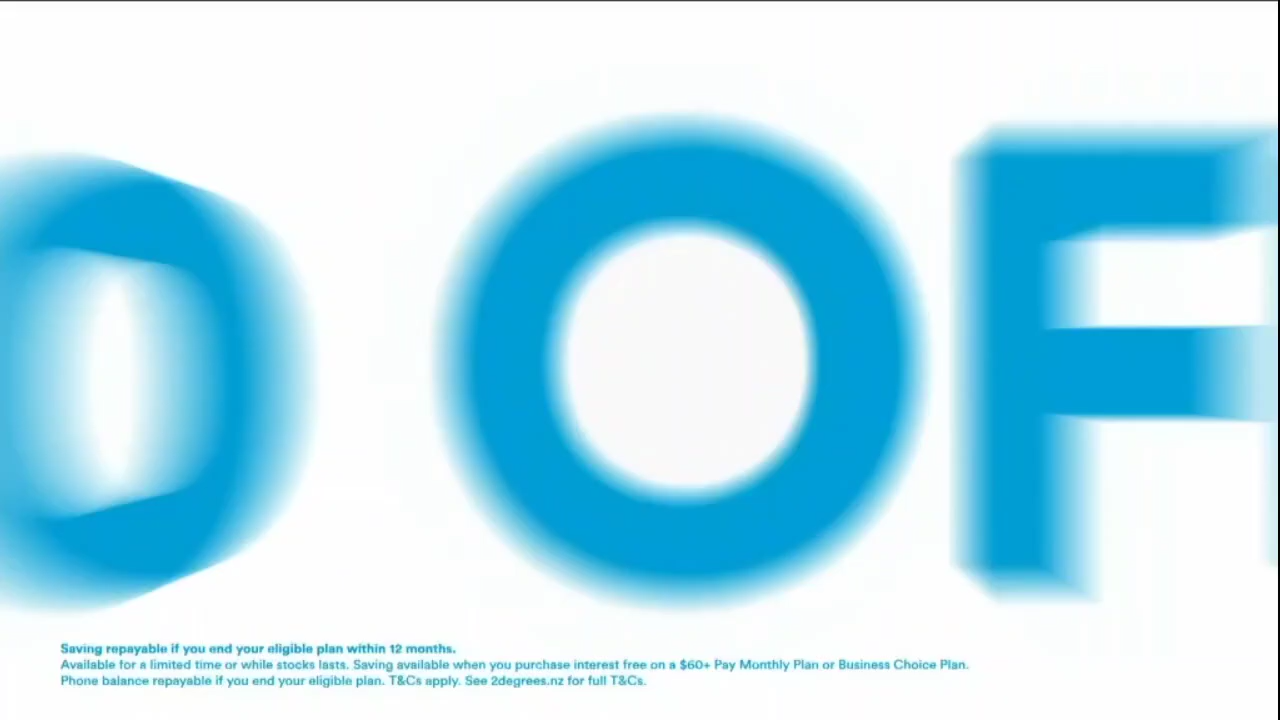 0 OF
Saving repayable if you end your eligible plan within 12 months.
Available for a limited time or while stocks lasts. Saving available when you purchase interest free on a $60+ Pay Monthly Plan or Business Choice Plan.
Phone balance repayable if you end your eligible plan. T&Cs apply. See 2degrees.nz for full T&Cs.